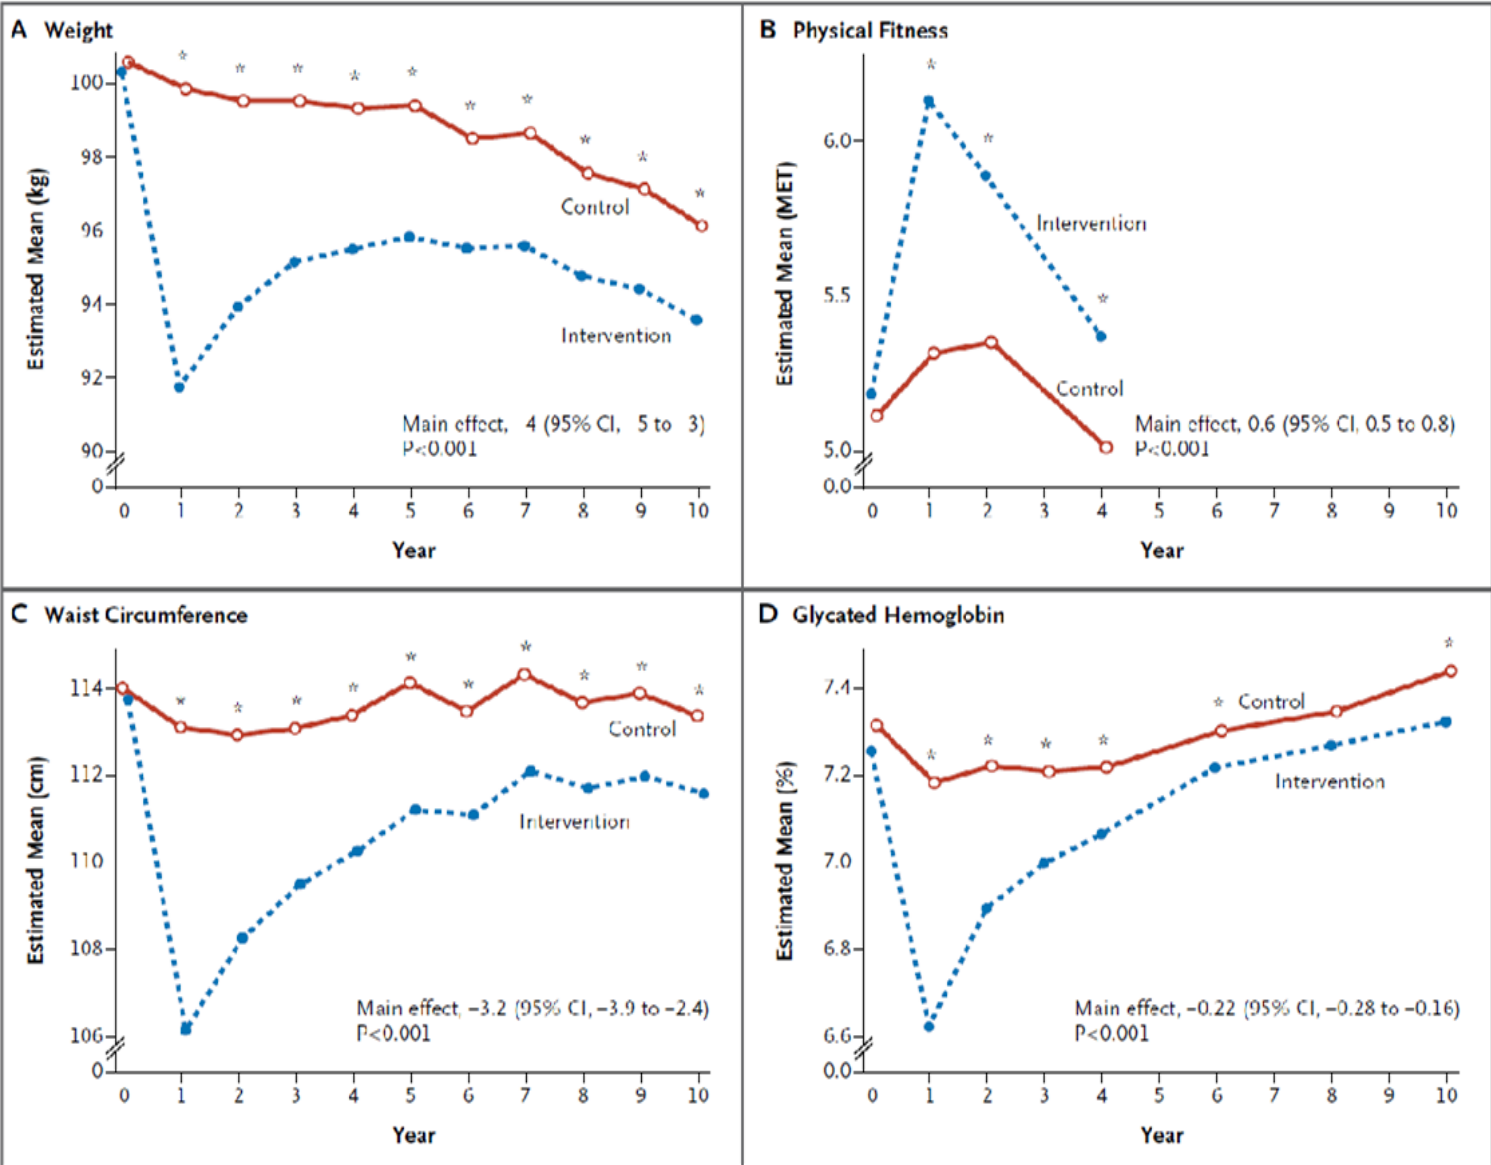 A Weight
Estimated Mean (kg)
100
98
96
94
92
90
0
☆ ☆ ☆ ☆ ☆ ☆ ☆ ☆ ☆ ☆
Control
Intervention
Main effect, 4 (95% CI, 5 to 3)
P<0.001
0 1 2 3 4 5 6 7 8 9 10
Year
B Physical Fitness
Estimated Mean (MET)
6.0
5.5
5.0
0.0
☆ ☆ ☆
Intervention
Control
Main effect, 0.6 (95% CI, 0.5 to 0.8)
P<0.001
0 1 2 3 4 5 6 7 8 9 10
Year
C Waist Circumference
Estimated Mean (cm)
114
112
110
108
106
0
☆ ☆ ☆ ☆ ☆ ☆ ☆ ☆ ☆ ☆
Control
Intervention
Main effect, –3.2 (95% CI, –3.9 to –2.4)
P<0.001
0 1 2 3 4 5 6 7 8 9 10
Year
D Glycated Hemoglobin
Estimated Mean (%)
7.4
7.2
7.0
6.8
6.6
0.0
☆ ☆ ☆ ☆ ☆ ☆
Control
Intervention
Main effect, –0.22 (95% CI, –0.28 to –0.16)
P<0.001
0 1 2 3 4 5 6 7 8 9 10
Year